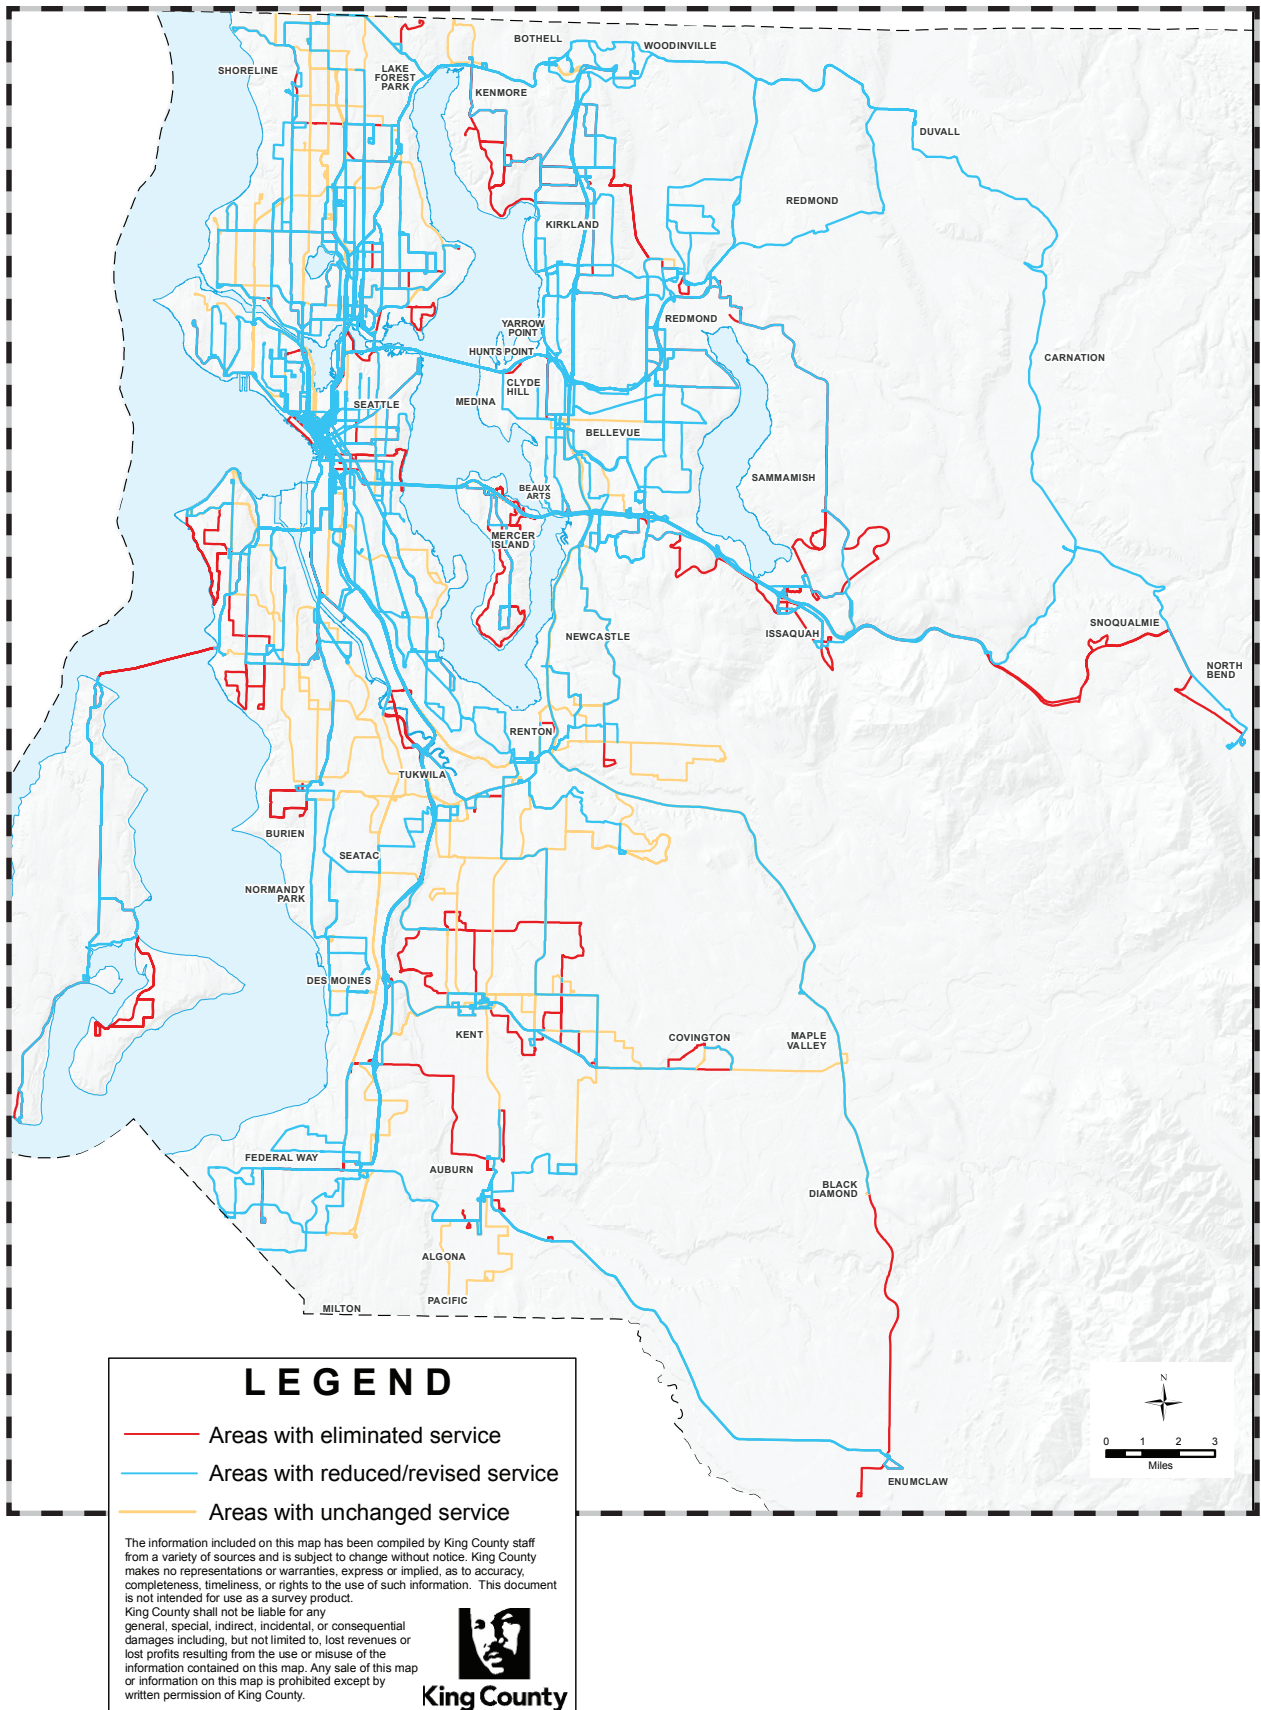 BOTHELL
WOODINVILLE
SHORELINE
LAKE
FOREST
PARK
KENMORE
DUVALL
REDMOND
KIRKLAND
REDMOND
YARROW
POINT
HUNTS POINT
CARNATION
CLYDE
HILL
MEDINA
SEATTLE
BELLEVUE
SAMMAMISH
BEAUX
ARTS
MERCER
ISLAND
NEWCASTLE
ISSAQUAH
SNOQUALMIE
NORTH
BEND
RENTON
TUKWILA
BURIEN
SEATAC
NORMANDY
PARK
DES MOINES
KENT
COVINGTON
MAPLE
VALLEY
FEDERAL WAY
AUBURN
BLACK
DIAMOND
ALGONA
PACIFIC
MILTON
ENUMCLAW
N
0 1 2 3
Miles
LEGEND
Areas with eliminated service
Areas with reduced/revised service
Areas with unchanged service
The information included on this map has been compiled by King County staff
from a variety of sources and is subject to change without notice. King County
makes no representations or warranties, express or implied, as to accuracy,
completeness, timeliness, or rights to the use of such information. This document
is not intended for use as a survey product.
King County shall not be liable for any
general, special, indirect, incidental, or consequential
damages including, but not limited to, lost revenues or
lost profits resulting from the use or misuse of the
information contained on this map. Any sale of this map
or information on this map is prohibited except by
written permission of King County.
King County